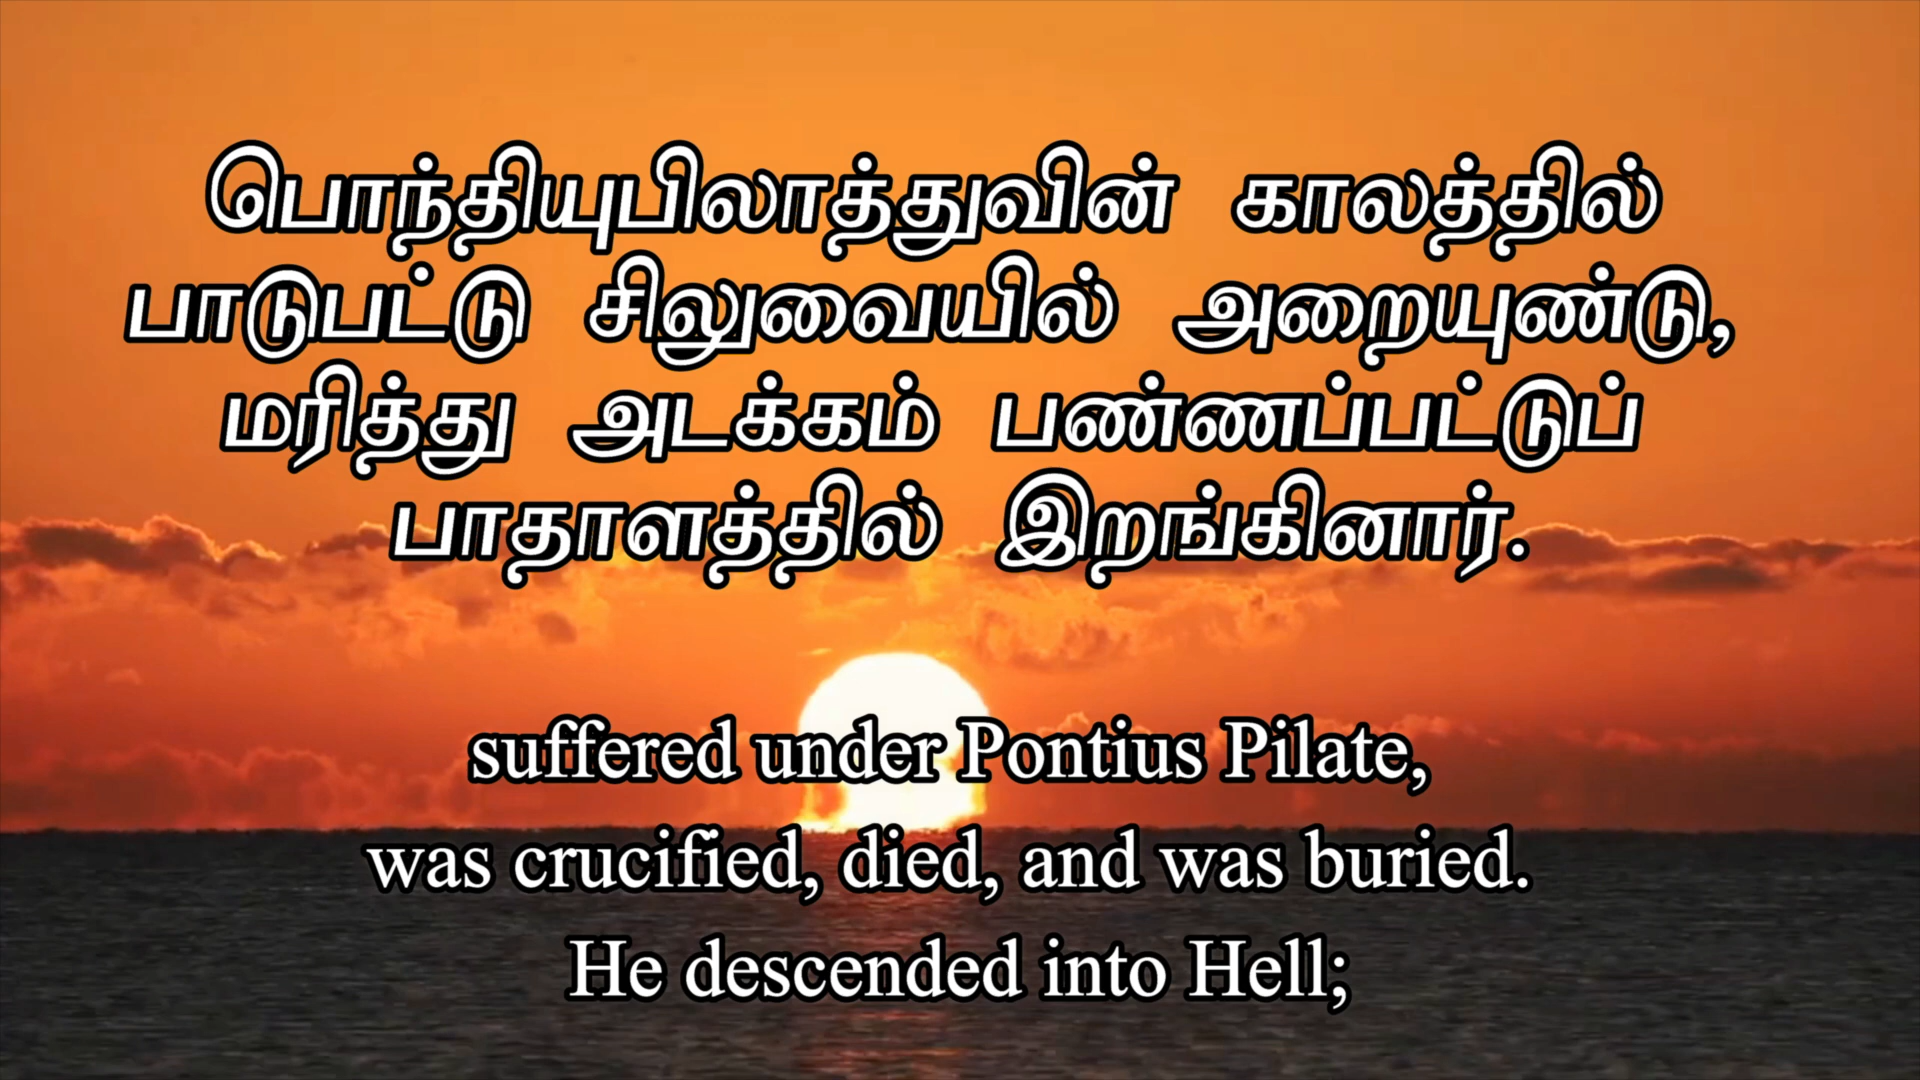 பொந்தியுபிலாத்துவின் காலத்தில்
பாடுபட்டு சிலுவையில் அறையுண்டு,
மரித்து அடக்கம் பண்ணப்பட்டுப்
பாதாளத்தில் இறங்கினார்.
suffered under Pontius Pilate,
was crucified, died, and was buried.
He descended into Hell;